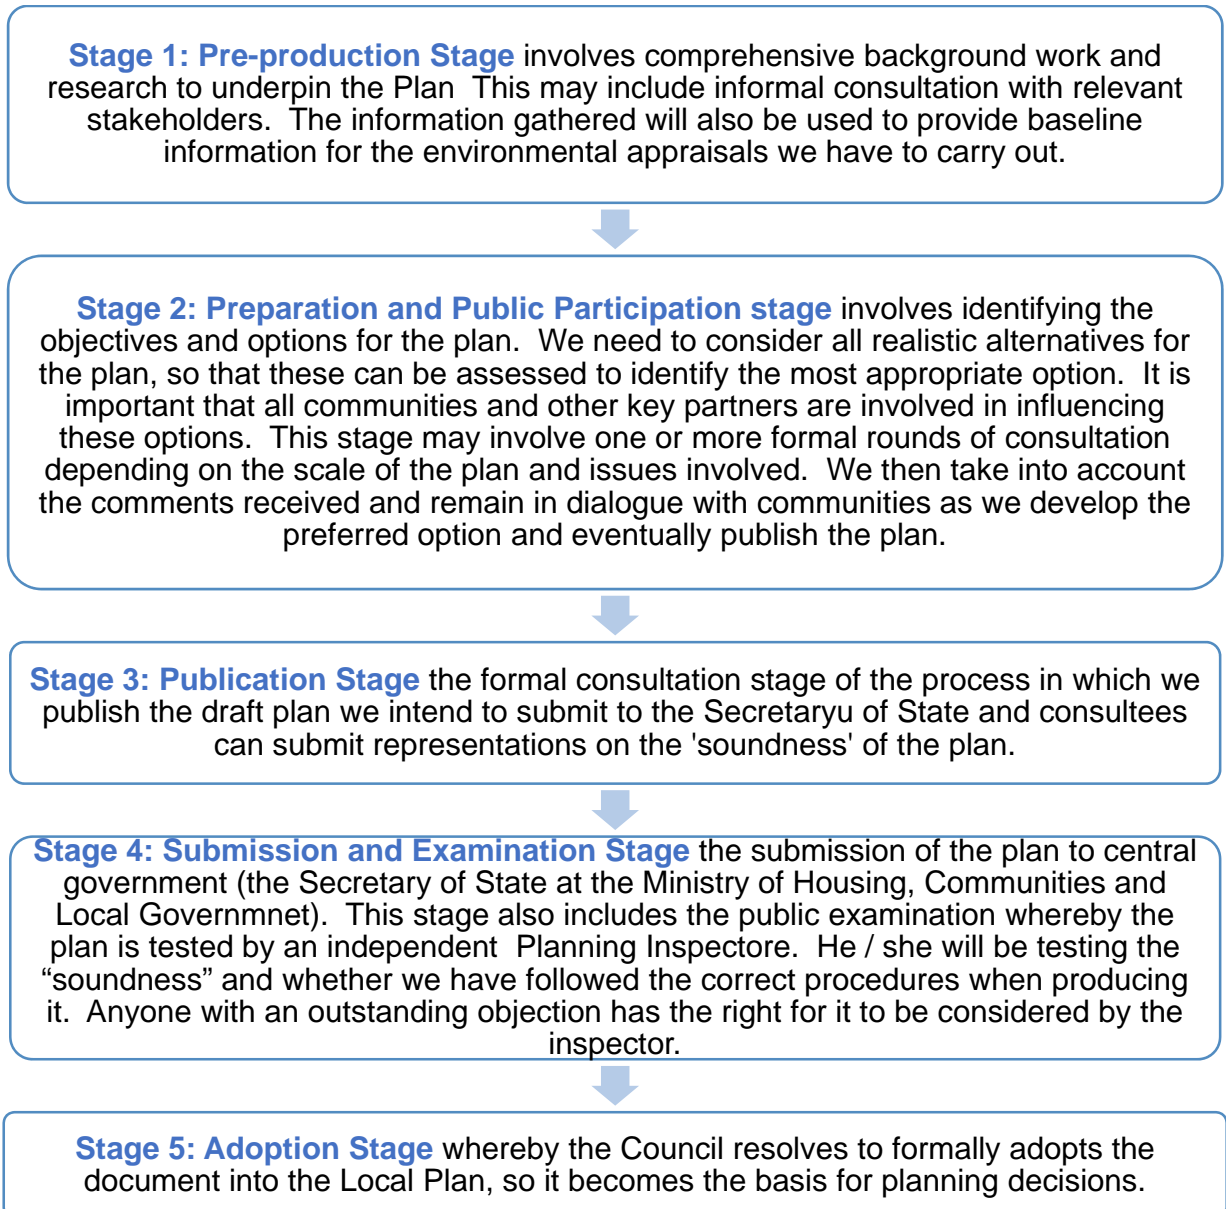 Stage 1: Pre-production Stage involves comprehensive background work and
research to underpin the Plan  This may include informal consultation with relevant
stakeholders.  The information gathered will also be used to provide baseline
information for the environmental appraisals we have to carry out.
Stage 2: Preparation and Public Participation stage involves identifying the
objectives and options for the plan.  We need to consider all realistic alternatives for
the plan, so that these can be assessed to identify the most appropriate option.  It is
important that all communities and other key partners are involved in influencing
these options.  This stage may involve one or more formal rounds of consultation
depending on the scale of the plan and issues involved.  We then take into account
the comments received and remain in dialogue with communities as we develop the
preferred option and eventually publish the plan.
Stage 3: Publication Stage the formal consultation stage of the process in which we
publish the draft plan we intend to submit to the Secretaryu of State and consultees
can submit representations on the 'soundness' of the plan.
Stage 4: Submission and Examination Stage the submission of the plan to central
government (the Secretary of State at the Ministry of Housing, Communities and
Local Governmnet).  This stage also includes the public examination whereby the
plan is tested by an independent  Planning Inspectore.  He / she will be testing the
“soundness” and whether we have followed the correct procedures when producing
it.  Anyone with an outstanding objection has the right for it to be considered by the
inspector.
Stage 5: Adoption Stage whereby the Council resolves to formally adopts the
document into the Local Plan, so it becomes the basis for planning decisions.